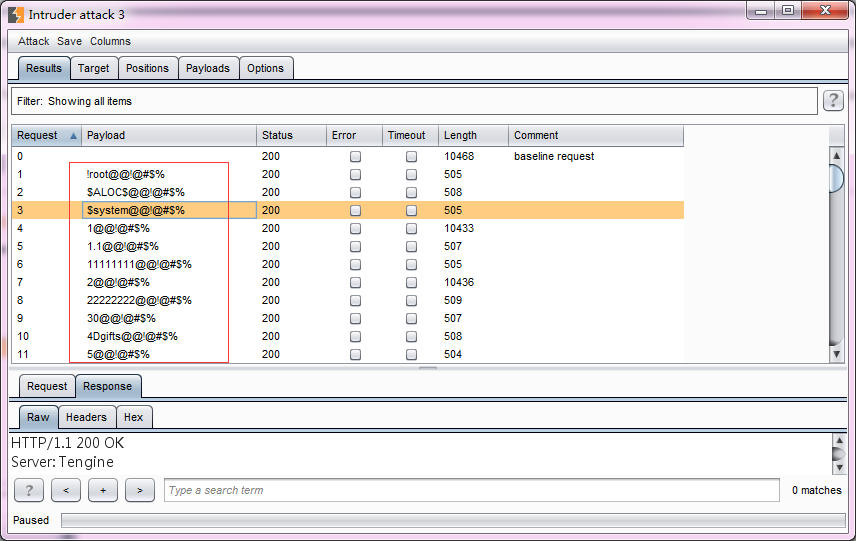 Intruder attack 3
Attack Save Columns
Results Target Positions Payloads Options
Filter: Showing all items ?
Request Payload Status Error Timeout Length Comment
0 200 10468 baseline request
1 !root@@!@#$% 200 505
2 $ALOC$@@!@#$% 200 508
3 $system@@!@#$% 200 505
4 1@@!@#$% 200 10433
5 1.1@@!@#$% 200 507
6 11111111@@!@#$% 200 505
7 2@@!@#$% 200 10436
8 22222222@@!@#$% 200 509
9 30@@!@#$% 200 507
10 4Dgifts@@!@#$% 200 508
11 5@@!@#$% 200 504
Request Response
Raw Headers Hex
HTTP/1.1 200 OK
Server: Tengine
? < + > Type a search term 0 matches
Paused